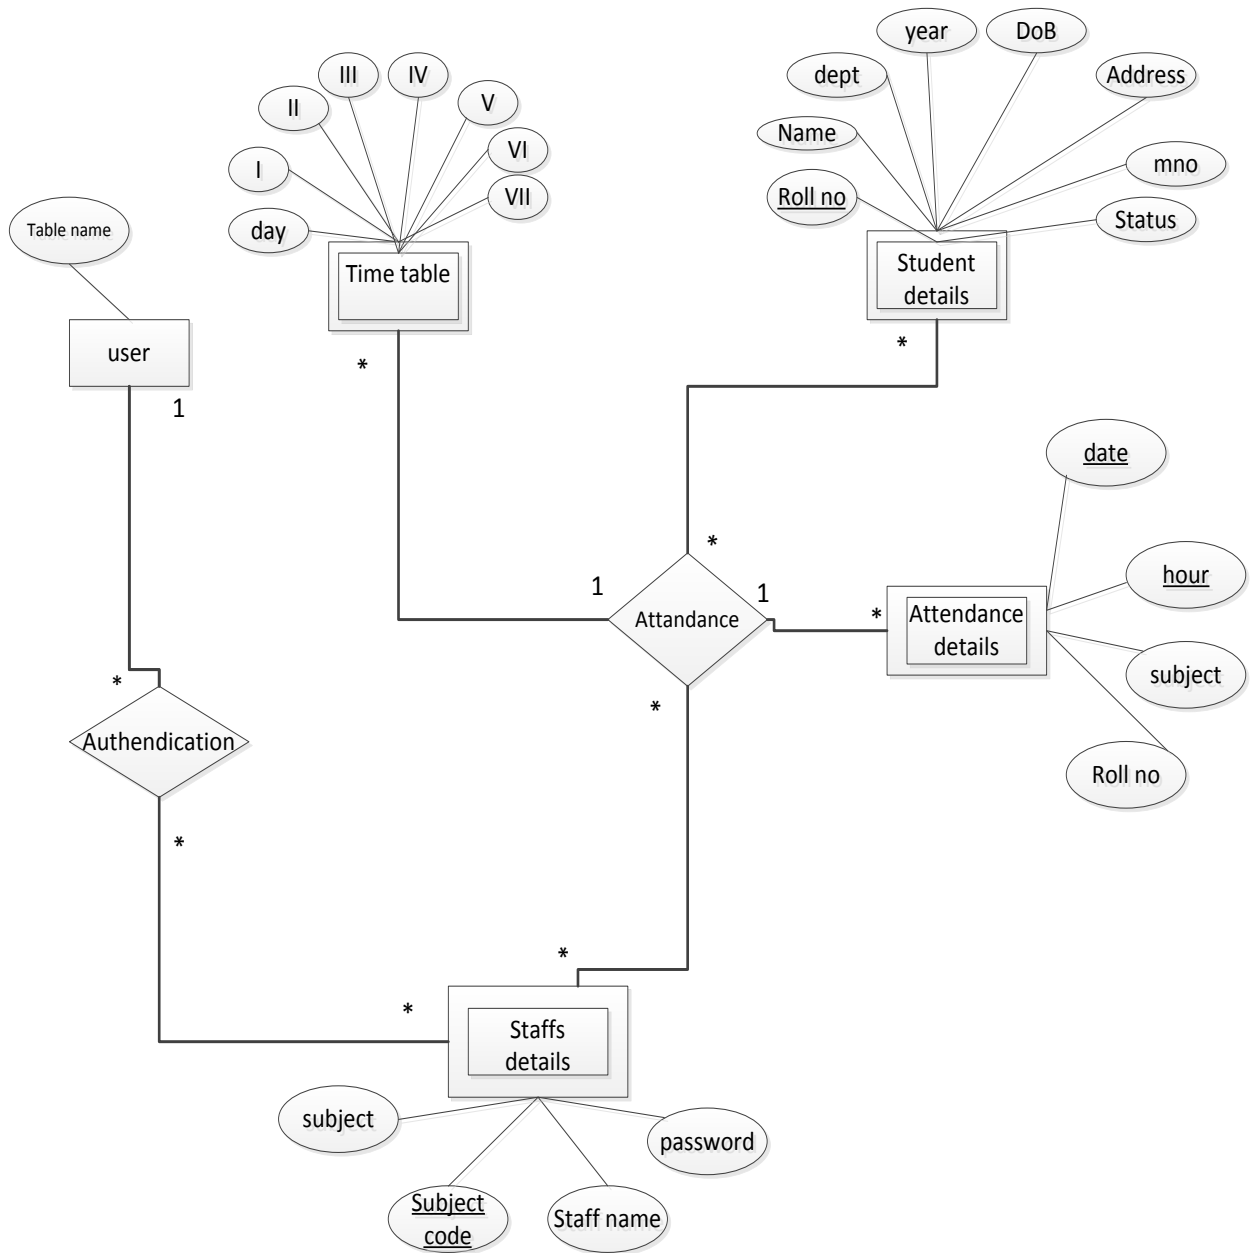 year
DoB
III
IV
dept
Address
II
V
Name
VI
mno
I
Roll no
VII
Status
day
Table name
Time table
Student
details
user
*
*
1
date
*
1
1
hour
*
Attandance
Attendance
details
subject
*
*
Authendication
Roll no
*
*
*
Staffs
details
subject
password
Subject
code
Staff name